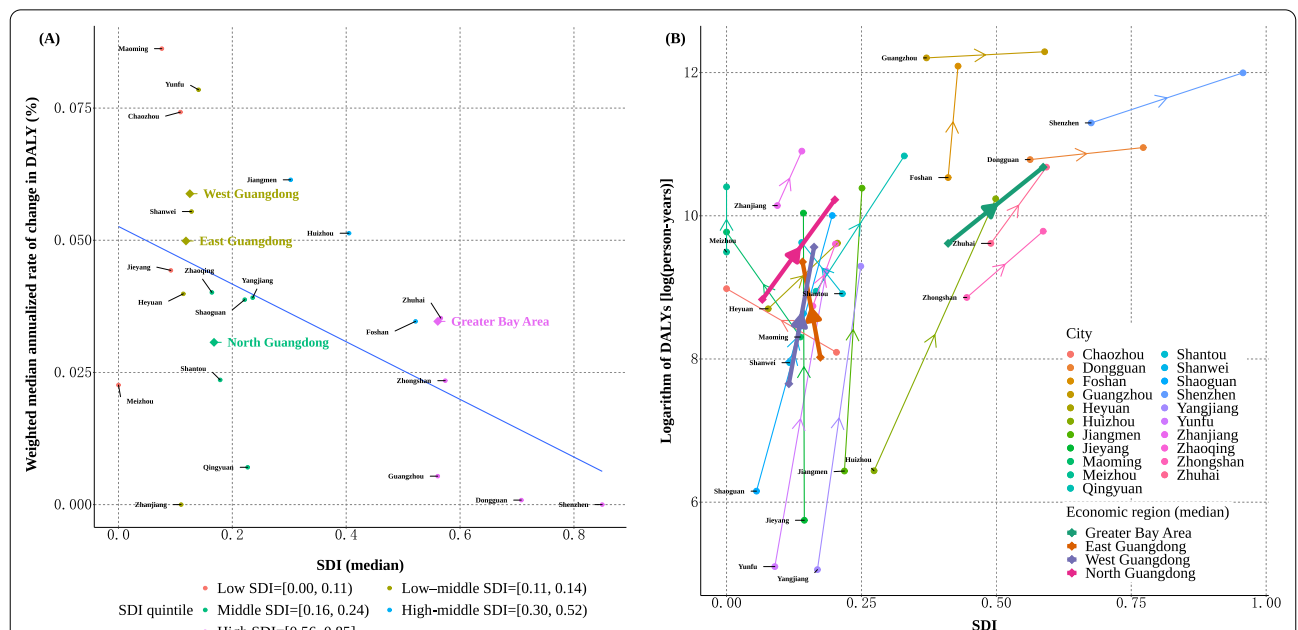 (A)
Weighted median annualized rate of change in DALY (%)
0.075
0.050
0.025
0.000
Maoming
Yunfu
Chaozhou
Jiangmen
West Guangdong
Shanwei
Huizhou
East Guangdong
Jieyang
Zhaoqing
Yangjiang
Heyuan
Shaoguan
Zhuhai
Foshan
Greater Bay Area
North Guangdong
Shantou
Zhongshan
Meizhou
Qingyuan
Guangzhou
Zhanjiang
Dongguan
Shenzhen
0.0
0.2
0.4
0.6
0.8
SDI (median)
SDI quintile
Low SDI=[0.00, 0.11)
Low–middle SDI=[0.11, 0.14)
Middle SDI=[0.16, 0.24)
High-middle SDI=[0.30, 0.52)
High SDI=[0.56, 0.85]
(B)
Logarithm of DALYs [log(person-years)]
12
10
8
6
Guangzhou
Shenzhen
Dongguan
Foshan
Zhanjiang
Meizhou
Zhuhai
Shantou
Zhongshan
Heyuan
Maoming
Shanwei
Huizhou
Jiangmen
Shaoguan
Jieyang
Yunfu
Yangjiang
0.00
0.25
0.50
0.75
1.00
SDI
City
Chaozhou
Dongguan
Foshan
Guangzhou
Heyuan
Huizhou
Jiangmen
Jieyang
Maoming
Meizhou
Qingyuan
Shantou
Shanwei
Shaoguan
Shenzhen
Yangjiang
Yunfu
Zhanjiang
Zhaoqing
Zhongshan
Zhuhai
Economic region (median)
Greater Bay Area
East Guangdong
West Guangdong
North Guangdong